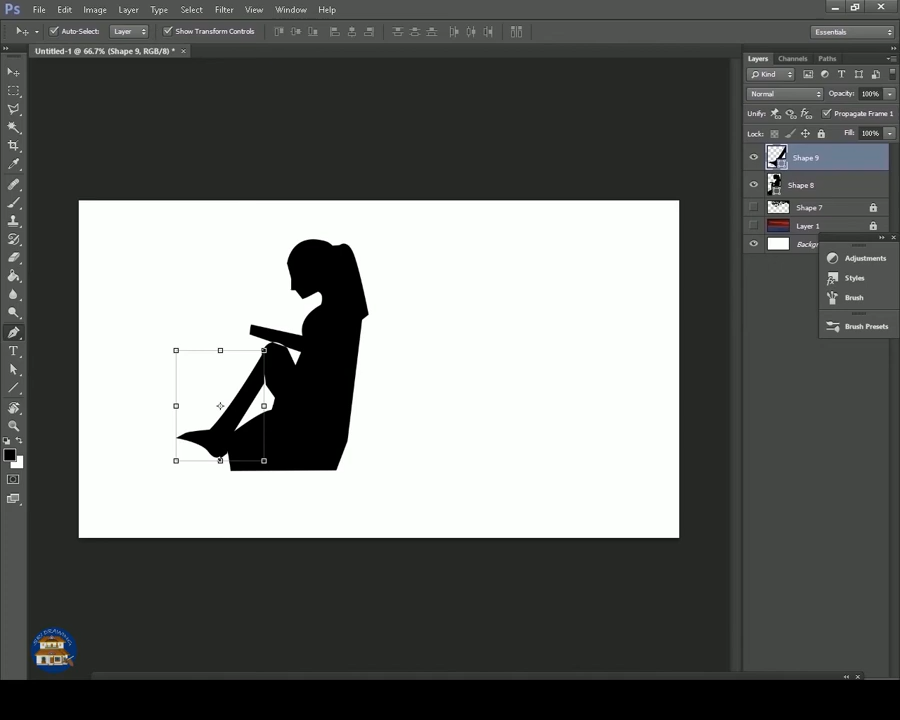 Ps File Edit Image Layer Type Select Filter View Window Help
Auto-Select: Layer Show Transform Controls Essentials
Untitled-1 @ 66.7% (Shape 9, RGB/8) * ×
Layers Channels Paths
Kind T
Normal Opacity: 100%
Unify: Propagate Frame 1
Lock: Fill: 100%
Shape 9
Shape 8
Shape 7
Layer 1
Backgr
Adjustments
Styles
Brush
Brush Presets
T